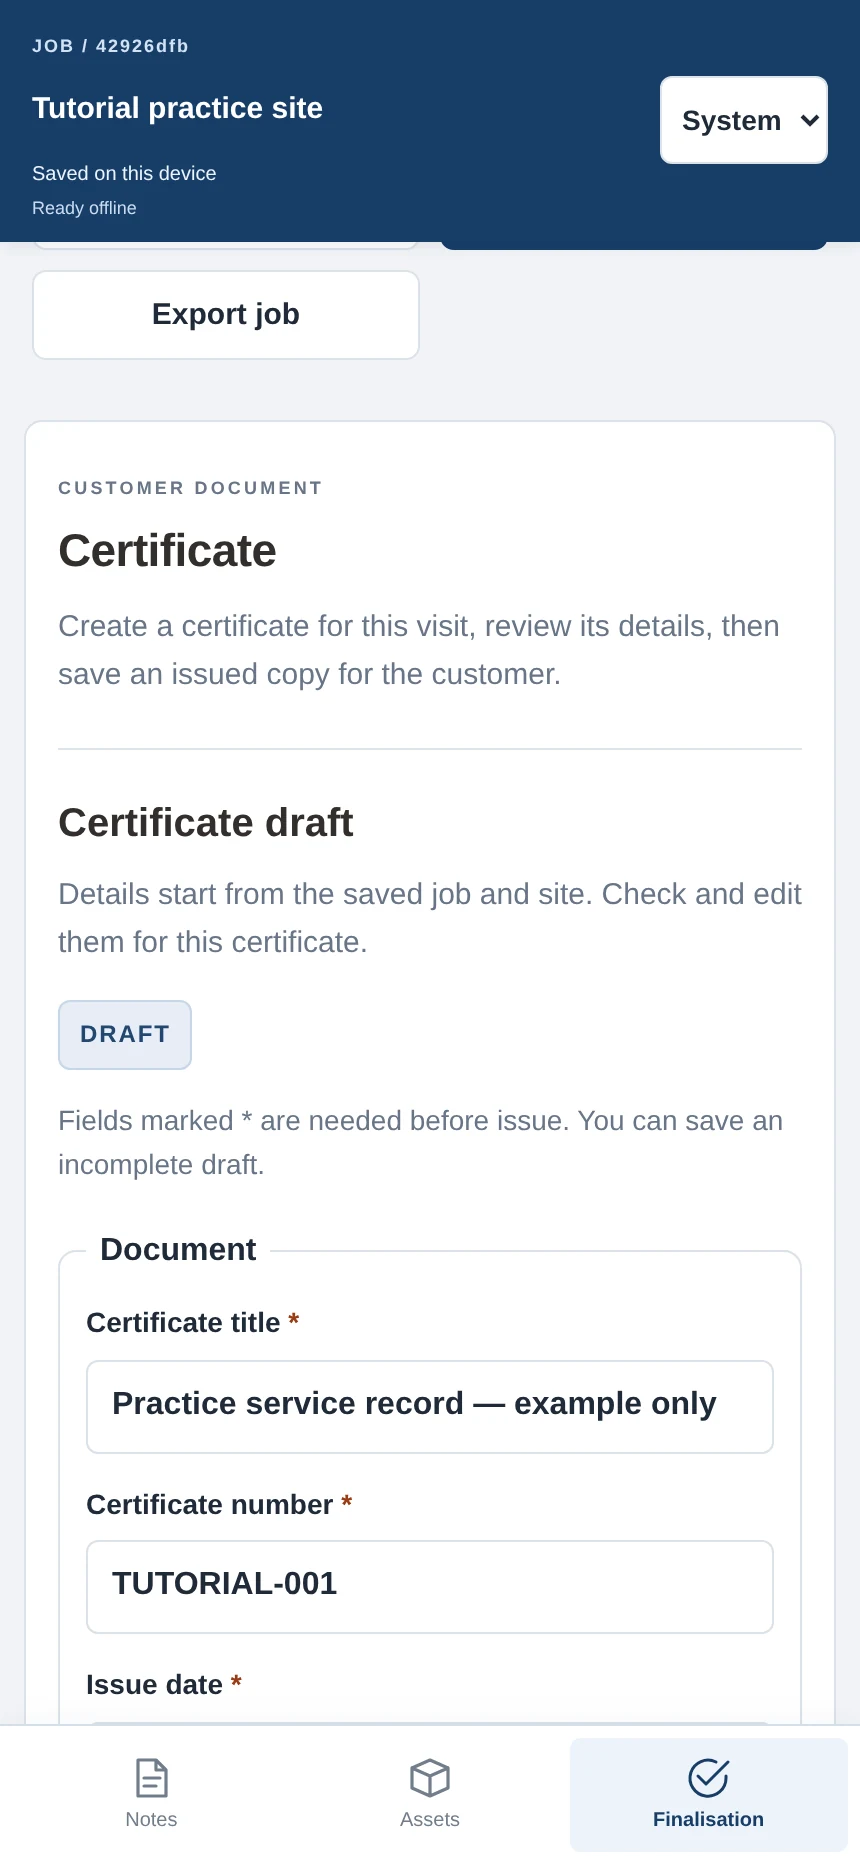 JOB / 42926dfb
Tutorial practice site
System
Saved on this device
Ready offline
Export job
CUSTOMER DOCUMENT
Certificate
Create a certificate for this visit, review its details, then
save an issued copy for the customer.
Certificate draft
Details start from the saved job and site. Check and edit
them for this certificate.
DRAFT
Fields marked * are needed before issue. You can save an
incomplete draft.
Document
Certificate title *
Practice service record — example only
Certificate number *
TUTORIAL-001
Issue date *
Notes
Assets
Finalisation